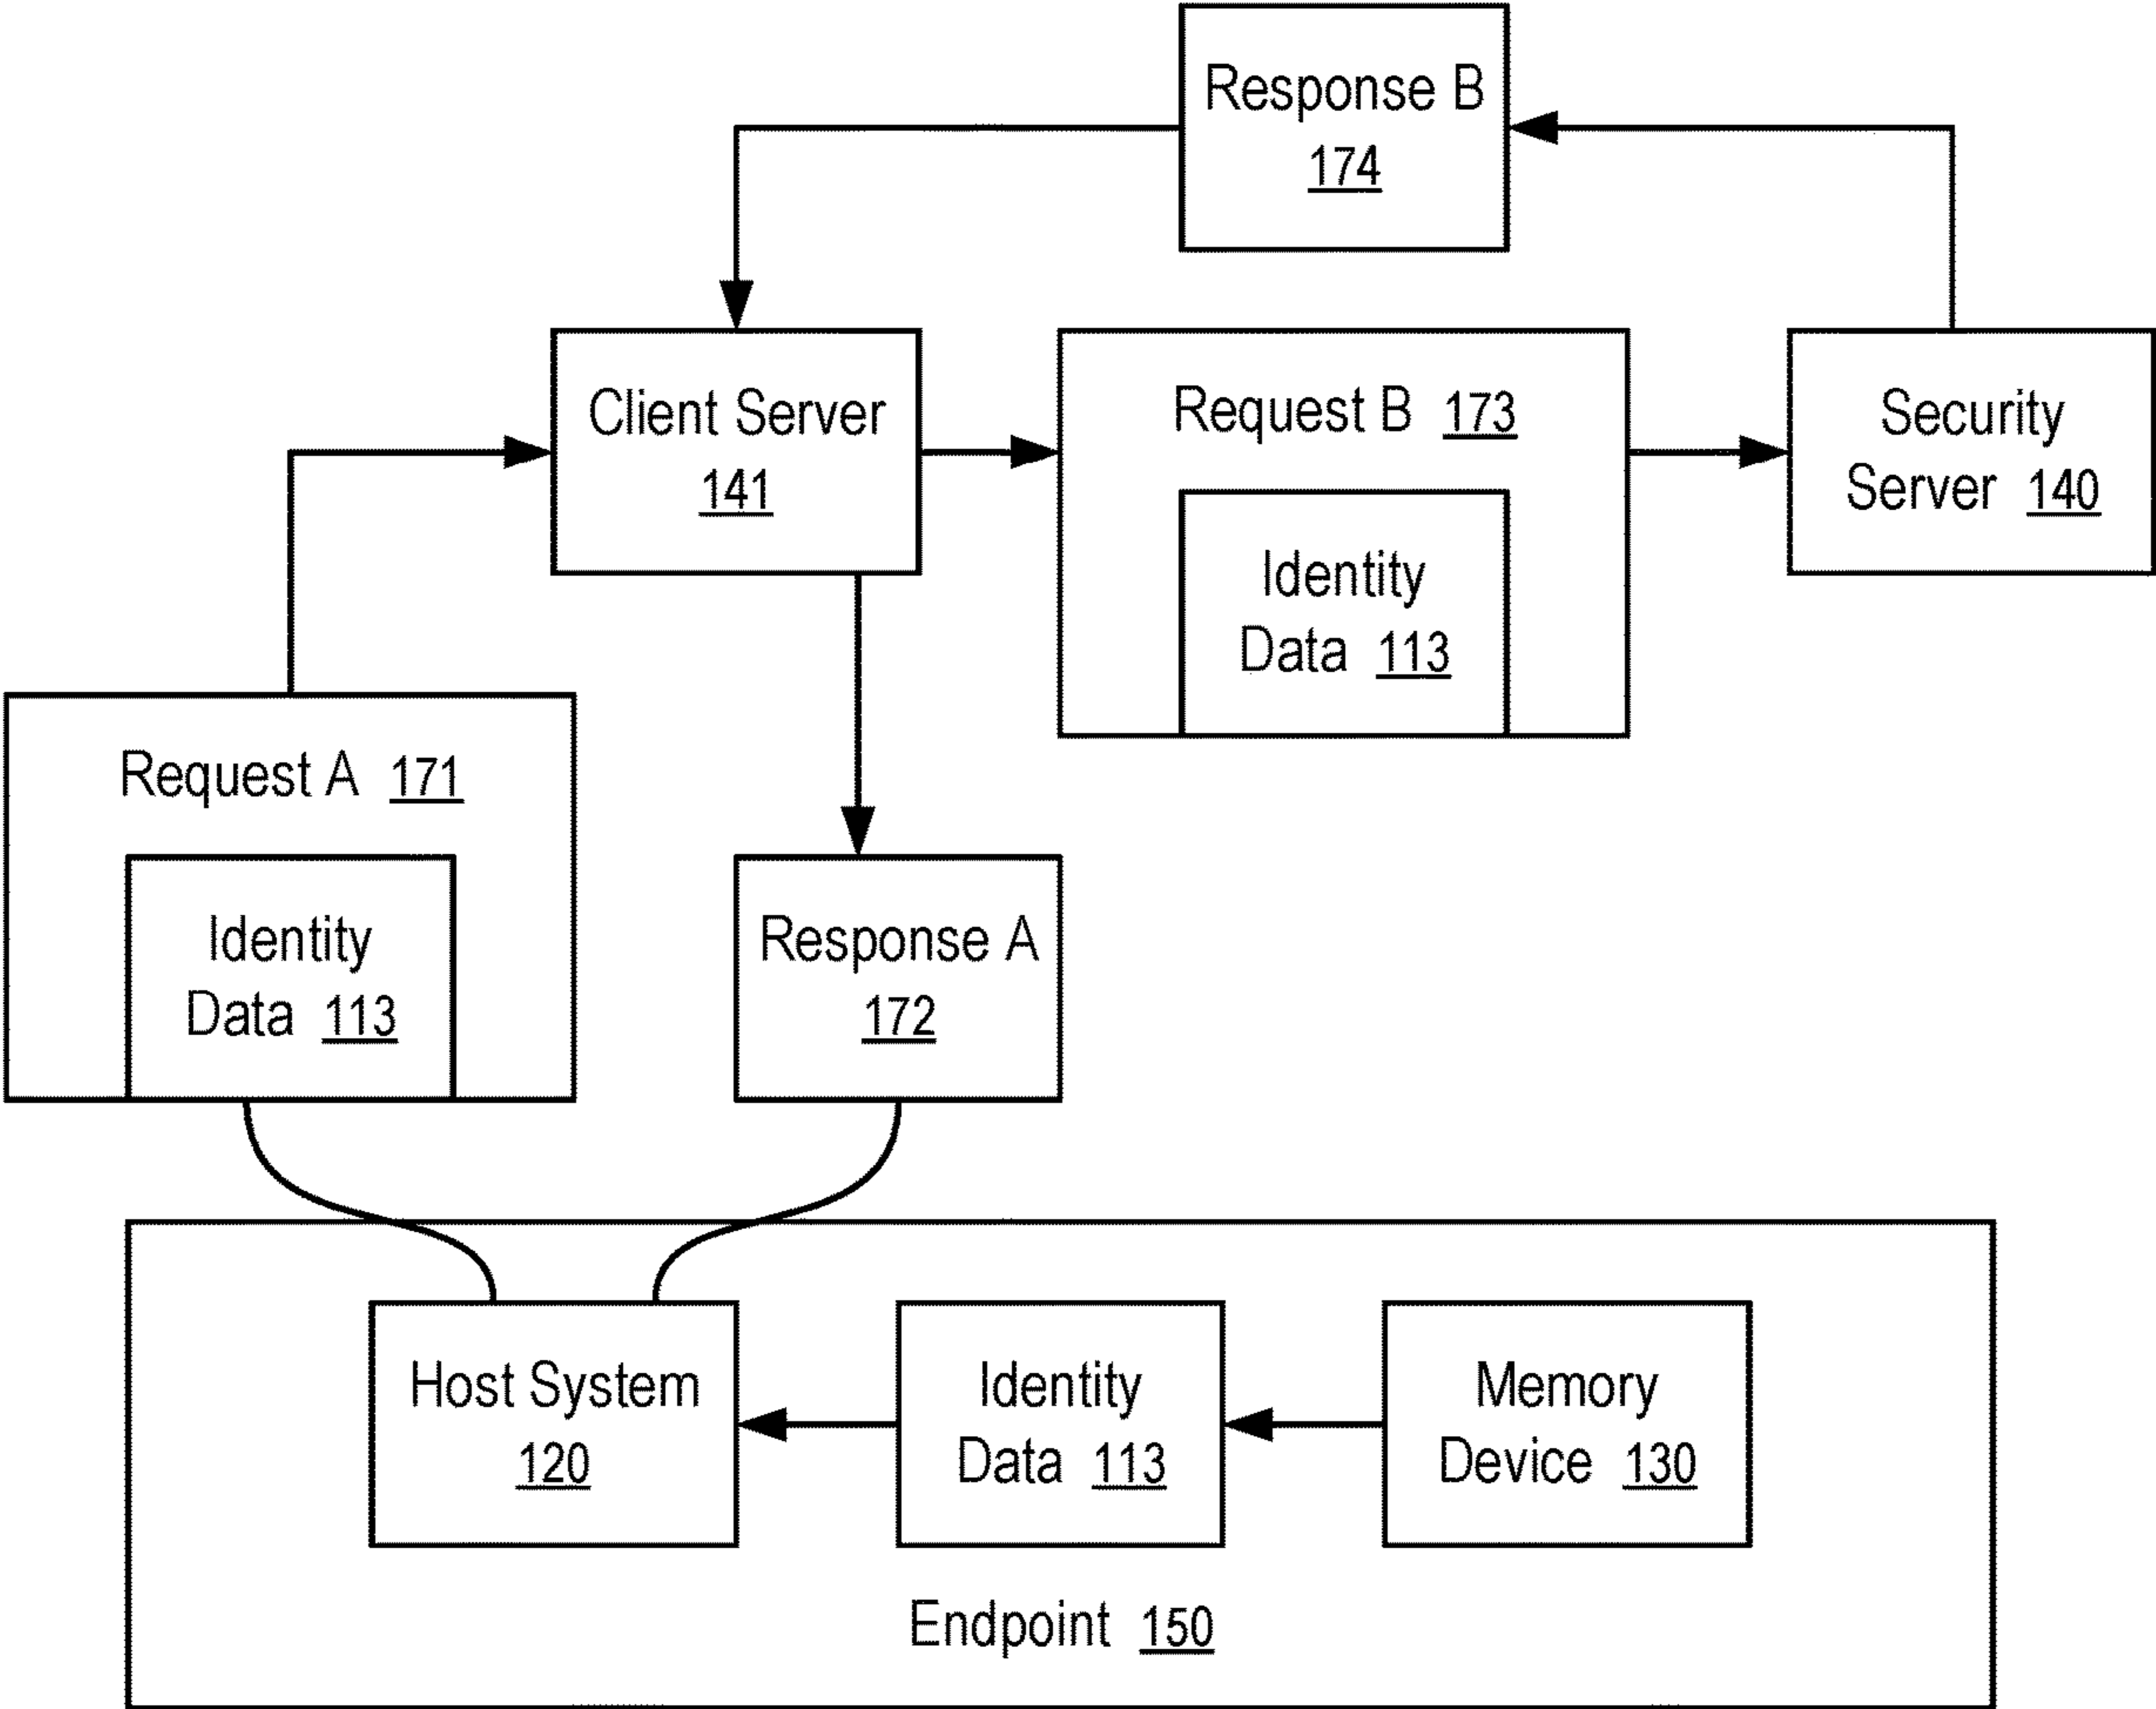 Response B
174
Client Server
141
Request B 173
Identity
Data 113
Security
Server 140
Request A 171
Identity
Data 113
Response A
172
Host System
120
Identity
Data 113
Memory
Device 130
Endpoint 150